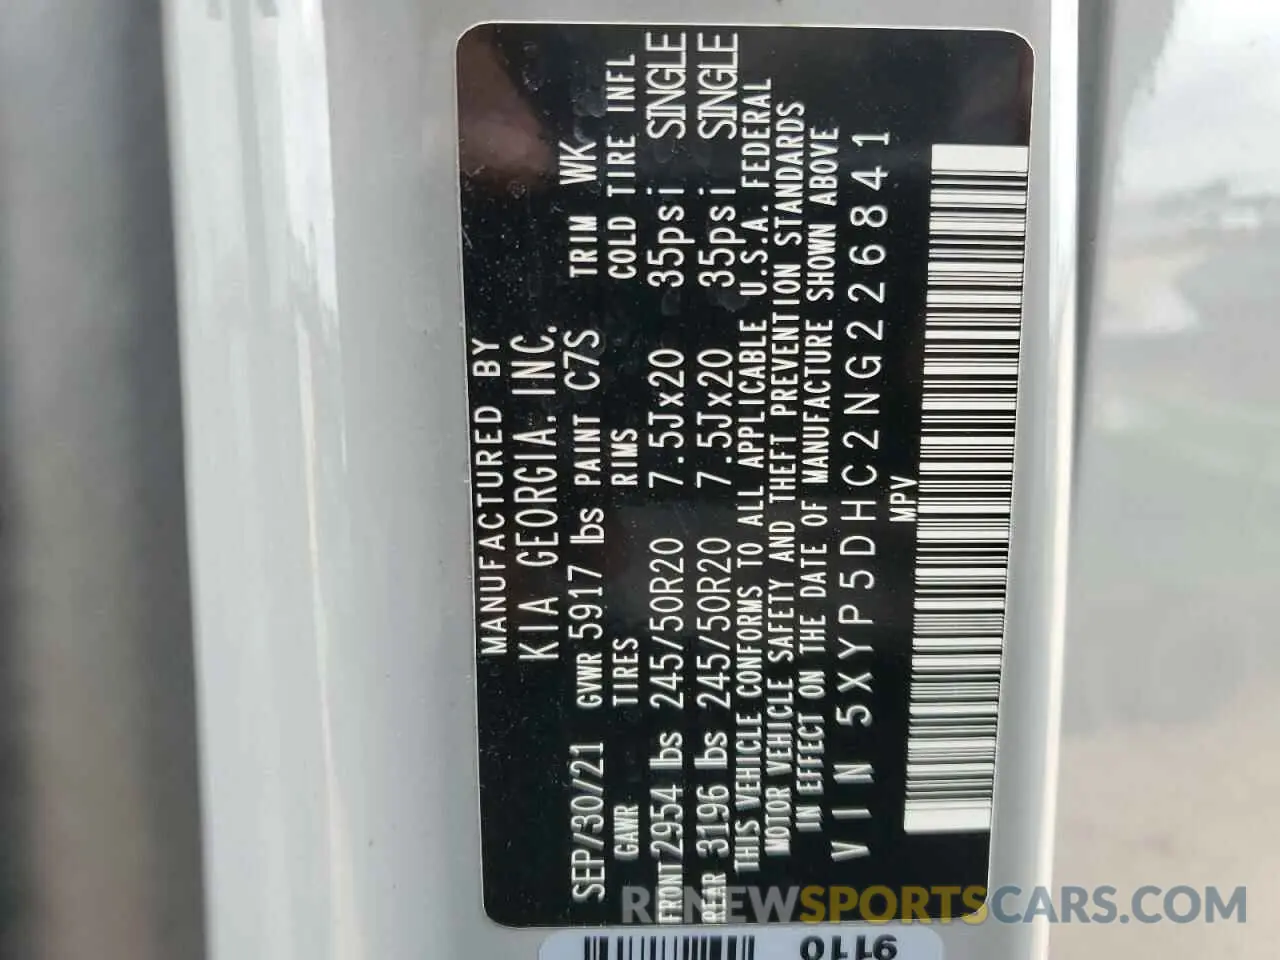 MANUFACTURED BY
KIA GEORGIA, INC.
SEP/30/21 GVWR 5917 lbs PAINT C7S TRIM WK
GAWR TIRES RIMS COLD TIRE INFL
FRONT 2954 lbs 245/50R20 7.5Jx20 35psi SINGLE
REAR 3196 lbs 245/50R20 7.5Jx20 35psi SINGLE
THIS VEHICLE CONFORMS TO ALL APPLICABLE U.S.A. FEDERAL
MOTOR VEHICLE SAFETY AND THEFT PREVENTION STANDARDS
IN EFFECT ON THE DATE OF MANUFACTURE SHOWN ABOVE
VIN 5XYP5DHC2NG226841
MPV
9110
RENEWSPORTSCARS.COM